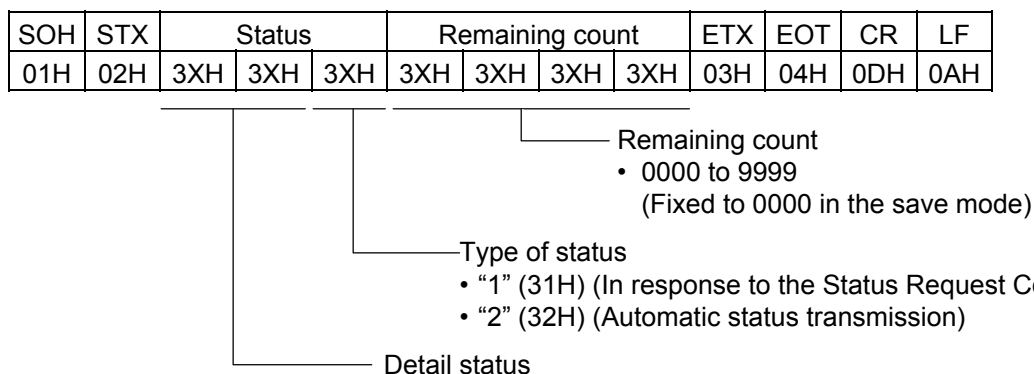 SOH STX Status Remaining count ETX EOT CR LF
01H 02H 3XH 3XH 3XH 3XH 3XH 3XH 3XH 03H 04H 0DH 0AH
Remaining count
• 0000 to 9999
(Fixed to 0000 in the save mode)
Type of status
• “1” (31H) (In response to the Status Request
• “2” (32H) (Automatic status transmission)
Detail status